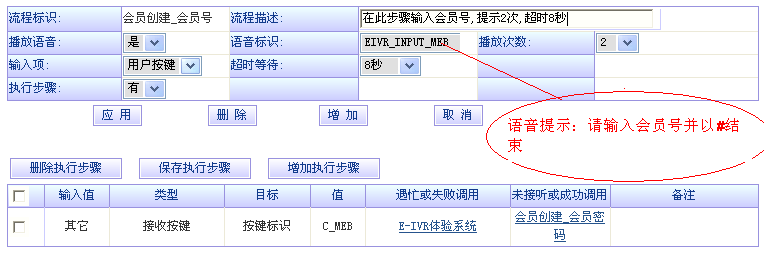 流程标识: 会员创建_会员号 流程描述: 在此步骤输入会员号,提示2次,超时8秒
播放语音: 是 语音标识: EIVR_INPUT_MEB 播放次数: 2
输入项: 用户按键 超时等待: 8秒
执行步骤: 有
应 用 删 除 增 加 取 消
语音提示：请输入会员号并以#结
束
删除执行步骤 保存执行步骤 增加执行步骤
输入值 类型 目标 值 遇忙或失败调用 未接听或成功调用 备注
其它 接收按键 按键标识 C_MEB E-IVR体验系统 会员创建_会员密
码